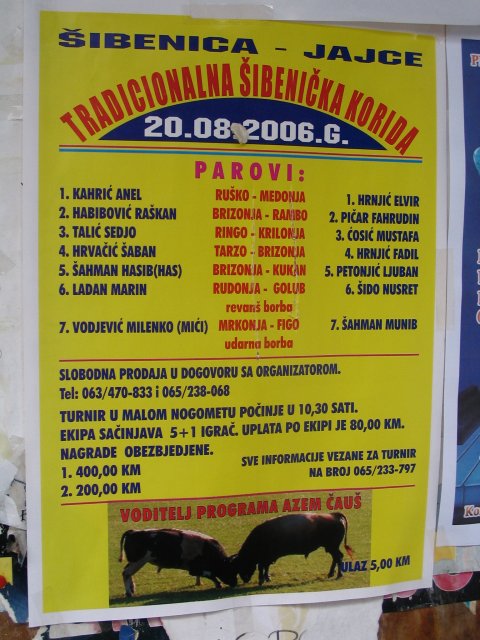 ŠIBENICA - JAJCE
TRADICIONALNA ŠIBENIČKA KORIDA
20.08.2006.G.
PAROVI:
1. KAHRIĆ ANEL RUŠKO - MEDONJA 1. HRNJIĆ ELVIR
2. HABIBOVIĆ RAŠKAN BRIZONJA - RAMBO 2. PIČAR FAHRUDIN
3. TALIĆ SEDJO RINGO - KRILONJA 3. ĆOSIĆ MUSTAFA
4. HRVAČIĆ ŠABAN TARZO - BRIZONJA 4. HRNJIĆ FADIL
5. ŠAHMAN HASIB(HAS) BRIZONJA - KUKAN 5. PETONJIĆ LJUBAN
6. LADAN MARIN RUDONJA - GOLUB 6. ŠIDO NUSRET
revanš borba
7. VODJEVIĆ MILENKO (MIĆI) MRKONJA - FIGO 7. ŠAHMAN MUNIB
udarna borba
SLOBODNA PRODAJA U DOGOVORU SA ORGANIZATOROM.
Tel: 063/470-833 i 065/238-068
TURNIR U MALOM NOGOMETU POČINJE U 10,30 SATI.
EKIPA SAČINJAVA 5+1 IGRAČ. UPLATA PO EKIPI JE 80,00 KM.
NAGRADE OBEZBJEDJENE.
1. 400,00 KM
2. 200,00 KM
SVE INFORMACIJE VEZANE ZA TURNIR
NA BROJ 065/233-797
VODITELJ PROGRAMA AZEM ČAUŠ
ULAZ 5,00 KM